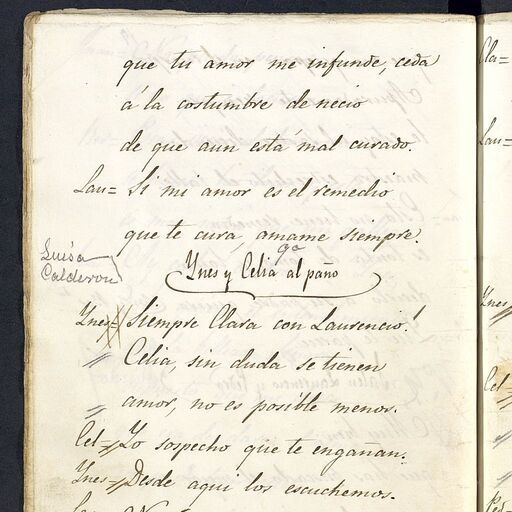 que tu amor me infunde, ceda
á la costumbre de necio
de que aun está mal curado.
Lau= Si mi amor es el remedio
que te cura, amame siempre.
Luisa
Calderon
Ynes y Celia al paño
Ynes= Siempre Clara con Laurencio!
Celia, sin duda se tienen
amor, no es posible menos.
Cel= Yo sospecho que te engañan.
Ynes= Desde aqui los escuchemos.
Cla=
Lau=
Ynes
Cel=
Ped=